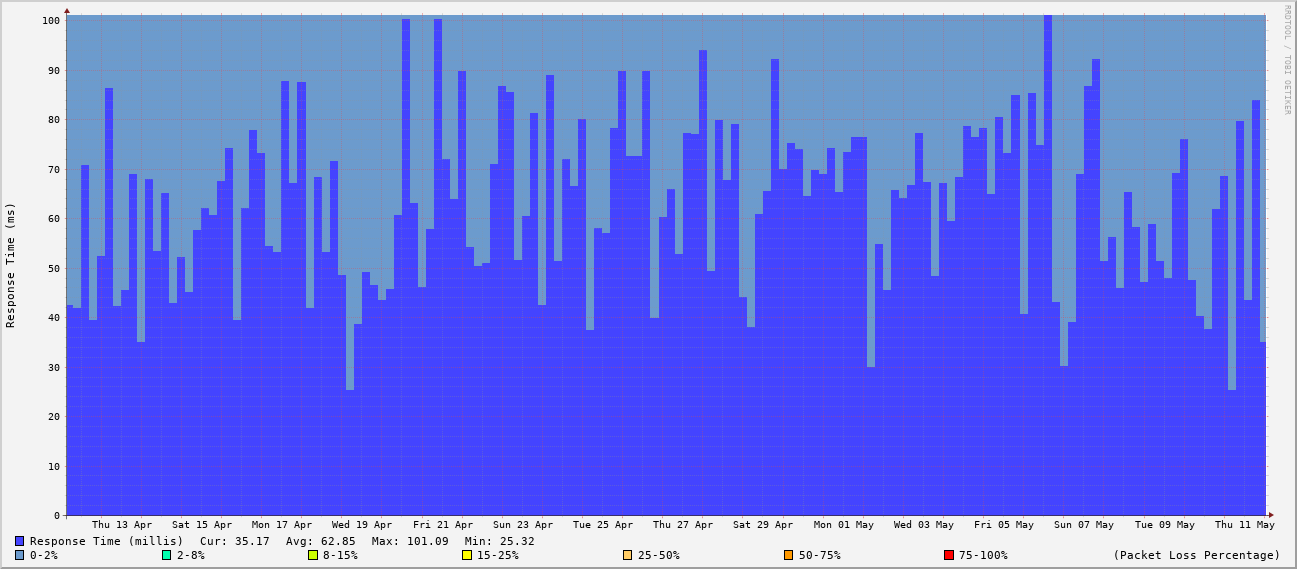 RRDTOOL / TOBI OETIKER
Response Time (ms)
100
90
80
70
60
50
40
30
20
10
0
Thu 13 Apr Sat 15 Apr Mon 17 Apr Wed 19 Apr Fri 21 Apr Sun 23 Apr Tue 25 Apr Thu 27 Apr Sat 29 Apr Mon 01 May Wed 03 May Fri 05 May Sun 07 May Tue 09 May Thu 11 May
Response Time (millis) Cur: 35.17 Avg: 62.85 Max: 101.09 Min: 25.32
0-2% 2-8% 8-15% 15-25% 25-50% 50-75% 75-100% (Packet Loss Percentage)